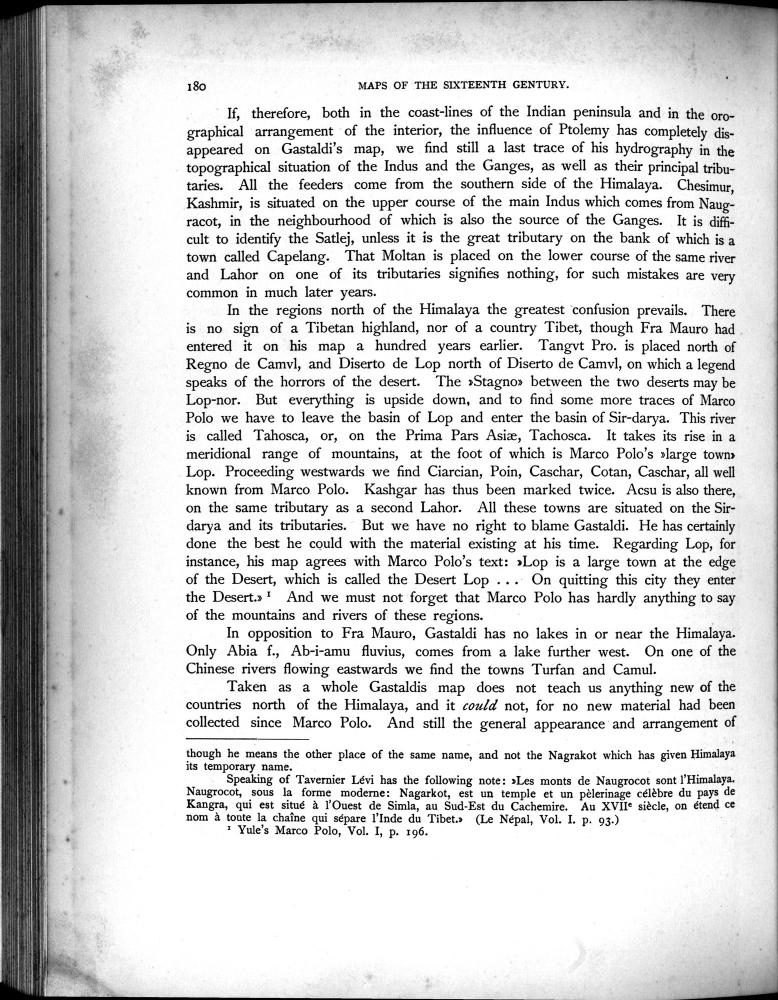 180
MAPS OF THE SIXTEENTH GENTURY.
If, therefore, both in the coast-lines of the Indian peninsula and in the oro-
graphical arrangement of the interior, the influence of Ptolemy has completely dis-
appeared on Gastaldi's map, we find still a last trace of his hydrography in the
topographical situation of the Indus and the Ganges, as well as their principal tribu-
taries. All the feeders come from the southern side of the Himalaya. Chesimur,
Kashmir, is situated on the upper course of the main Indus which comes from Naug-
racot, in the neighbourhood of which is also the source of the Ganges. It is diffi-
cult to identify the Satlej, unless it is the great tributary on the bank of which is a
town called Capelang. That Moltan is placed on the lower course of the same river
and Lahor on one of its tributaries signifies nothing, for such mistakes are very
common in much later years.
In the regions north of the Himalaya the greatest confusion prevails. There
is no sign of a Tibetan highland, nor of a country Tibet, though Fra Mauro had
entered it on his map a hundred years earlier. Tangvt Pro. is placed north of
Regno de Camvl, and Diserto de Lop north of Diserto de Camvl, on which a legend
speaks of the horrors of the desert. The »Stagno» between the two deserts may be
Lop-nor. But everything is upside down, and to find some more traces of Marco
Polo we have to leave the basin of Lop and enter the basin of Sir-darya. This river
is called Tahosca, or, on the Prima Pars Asiæ, Tachosca. It takes its rise in a
meridional range of mountains, at the foot of which is Marco Polo's »large town»
Lop. Proceeding westwards we find Ciarcian, Poin, Caschar, Cotan, Caschar, all well
known from Marco Polo. Kashgar has thus been marked twice. Acsu is also there,
on the same tributary as a second Lahor. All these towns are situated on the Sir-
darya and its tributaries. But we have no right to blame Gastaldi. He has certainly
done the best he could with the material existing at his time. Regarding Lop, for
instance, his map agrees with Marco Polo's text: »Lop is a large town at the edge
of the Desert, which is called the Desert Lop ... On quitting this city they enter
the Desert.» ¹ And we must not forget that Marco Polo has hardly anything to say
of the mountains and rivers of these regions.
In opposition to Fra Mauro, Gastaldi has no lakes in or near the Himalaya.
Only Abia f., Ab-i-amu fluvius, comes from a lake further west. On one of the
Chinese rivers flowing eastwards we find the towns Turfan and Camul.
Taken as a whole Gastaldis map does not teach us anything new of the
countries north of the Himalaya, and it could not, for no new material had been
collected since Marco Polo. And still the general appearance and arrangement of
though he means the other place of the same name, and not the Nagrakot which has given Himalaya
its temporary name.
Speaking of Tavernier Lévi has the following note: »Les monts de Naugrocot sont l'Himalaya.
Naugrocot, sous la forme moderne: Nagarkot, est un temple et un pèlerinage célèbre du pays de
Kangra, qui est situé à l'Ouest de Simla, au Sud-Est du Cachemire. Au XVIIᵉ siècle, on étend ce
nom à toute la chaîne qui sépare l'Inde du Tibet.» (Le Népal, Vol. I. p. 93.)
¹ Yule's Marco Polo, Vol. I, p. 196.